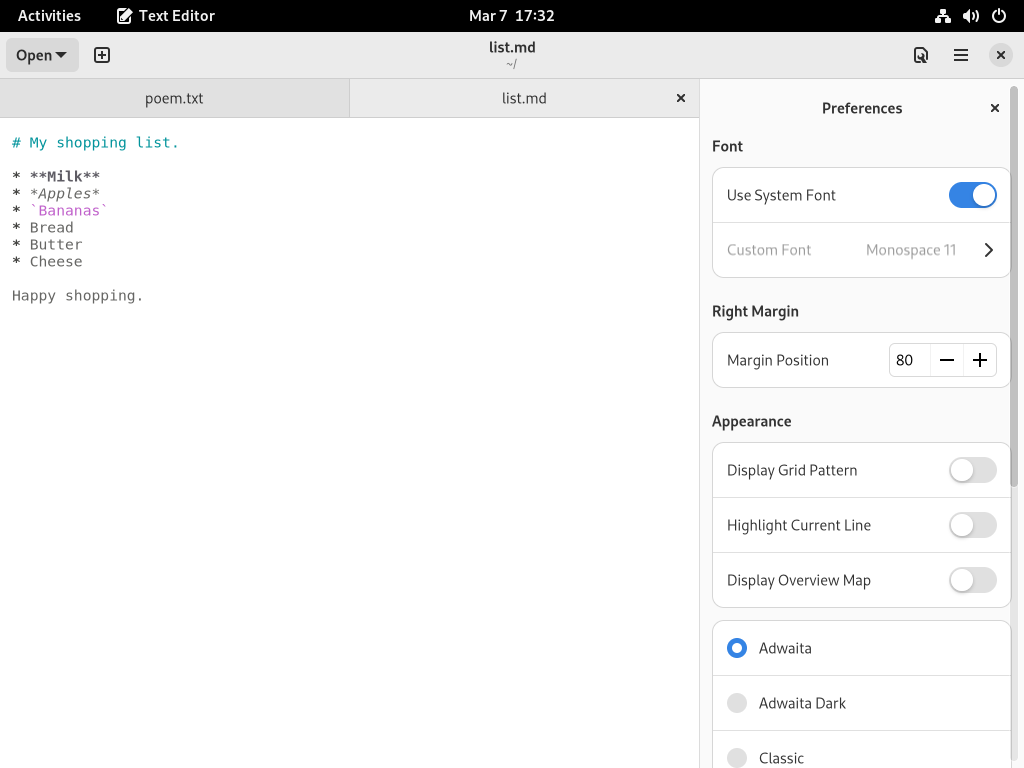 Activities Text Editor Mar 7 17:32
Open list.md
~/
poem.txt list.md
# My shopping list.
* **Milk**
* *Apples*
* `Bananas`
* Bread
* Butter
* Cheese
Happy shopping.
Preferences
Font
Use System Font
Custom Font Monospace 11
Right Margin
Margin Position 80
Appearance
Display Grid Pattern
Highlight Current Line
Display Overview Map
Adwaita
Adwaita Dark
Classic